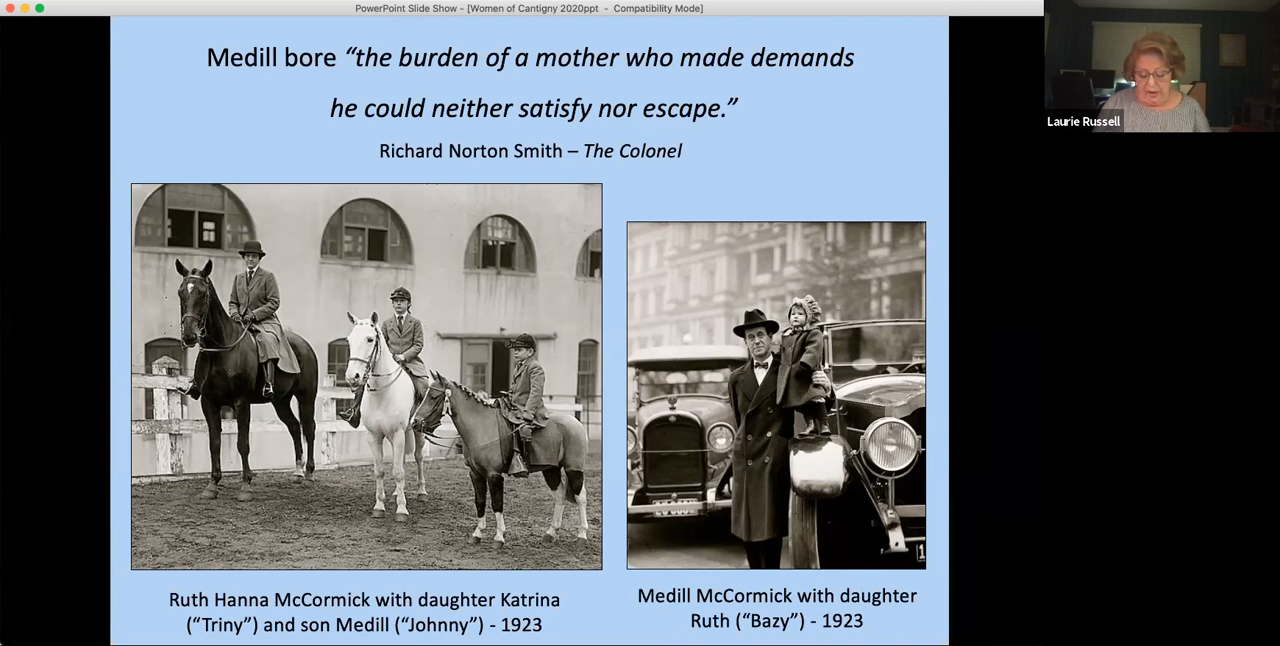 PowerPoint Slide Show - [Women of Cantigny 2020ppt - Compatibility Mode]
Medill bore “the burden of a mother who made demands
he could neither satisfy nor escape.”
Richard Norton Smith – The Colonel
Ruth Hanna McCormick with daughter Katrina
(“Triny”) and son Medill (“Johnny”) - 1923
Medill McCormick with daughter
Ruth (“Bazy”) - 1923
Laurie Russell